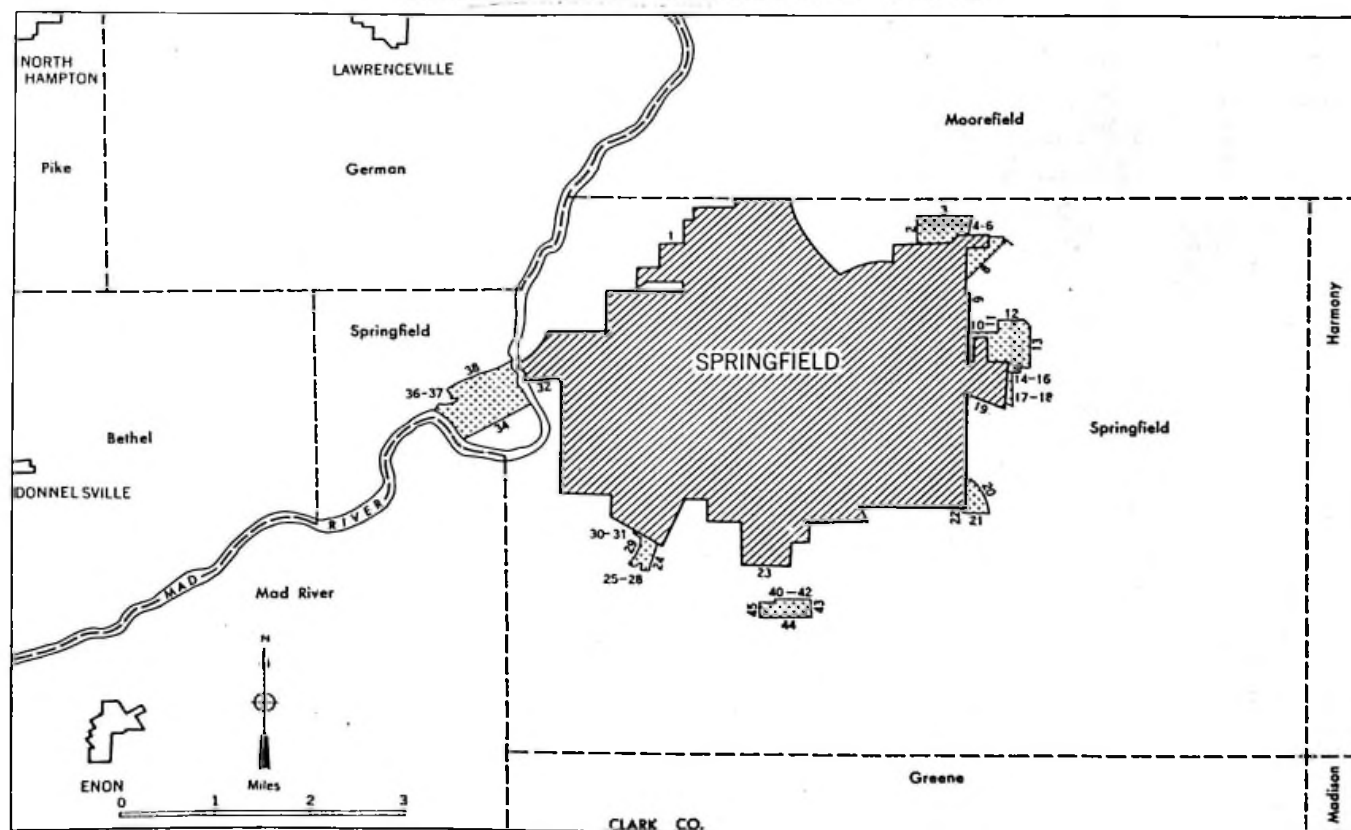 NORTH
HAMPTON
LAWRENCEVILLE
Moorefield
Pike
German
3
2
4-6
1
8
Harmony
9
Springfield
12
10-11
13
SPRINGFIELD
38
36-37
32
14-16
17-18
19
34
Bethel
Springfield
DONNELSVILLE
20
22
21
MAD RIVER
30-31
29
24
25-28
23
Mad River
40-42
45
43
44
N
ENON
Miles
0 1 2 3
Greene
Madison
CLARK CO.